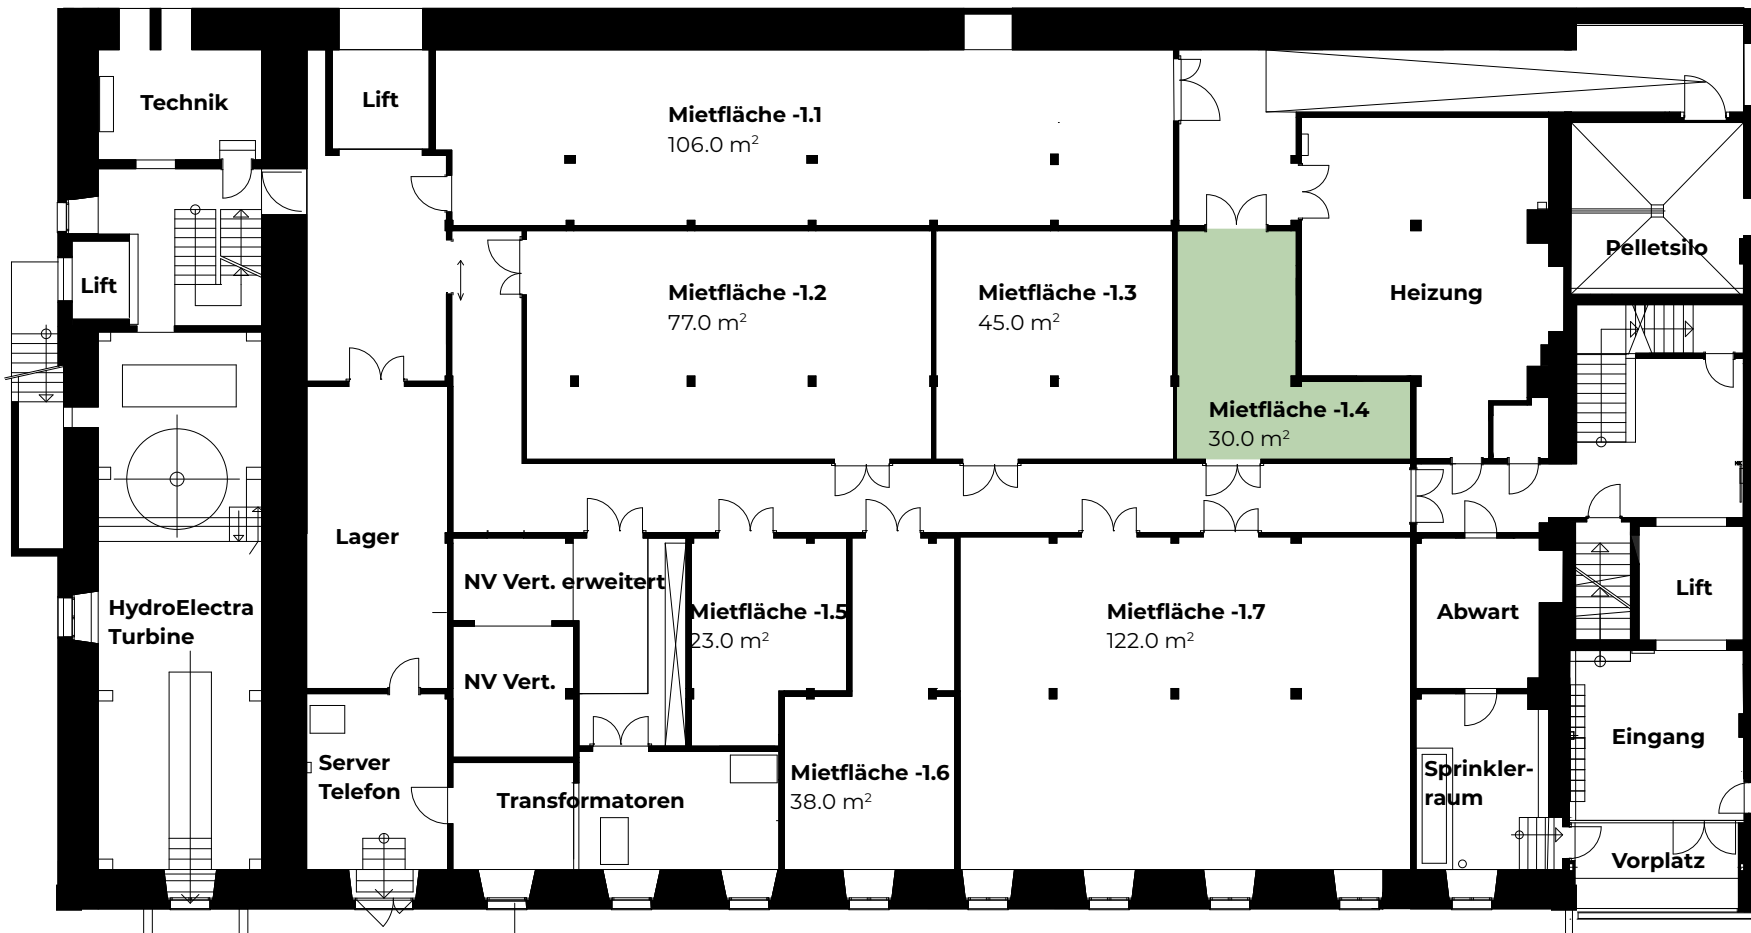 Technik
Lift
Mietfläche -1.1
106.0 m²
Lift
Mietfläche -1.2
77.0 m²
Mietfläche -1.3
45.0 m²
Mietfläche -1.4
30.0 m²
Heizung
Pelletsilo
Lager
HydroElectra
Turbine
NV Vert. erweitert
NV Vert.
Mietfläche -1.5
23.0 m²
Mietfläche -1.6
38.0 m²
Mietfläche -1.7
122.0 m²
Abwart
Lift
Server
Telefon
Transformatoren
Sprinkler-
raum
Eingang
Vorplatz